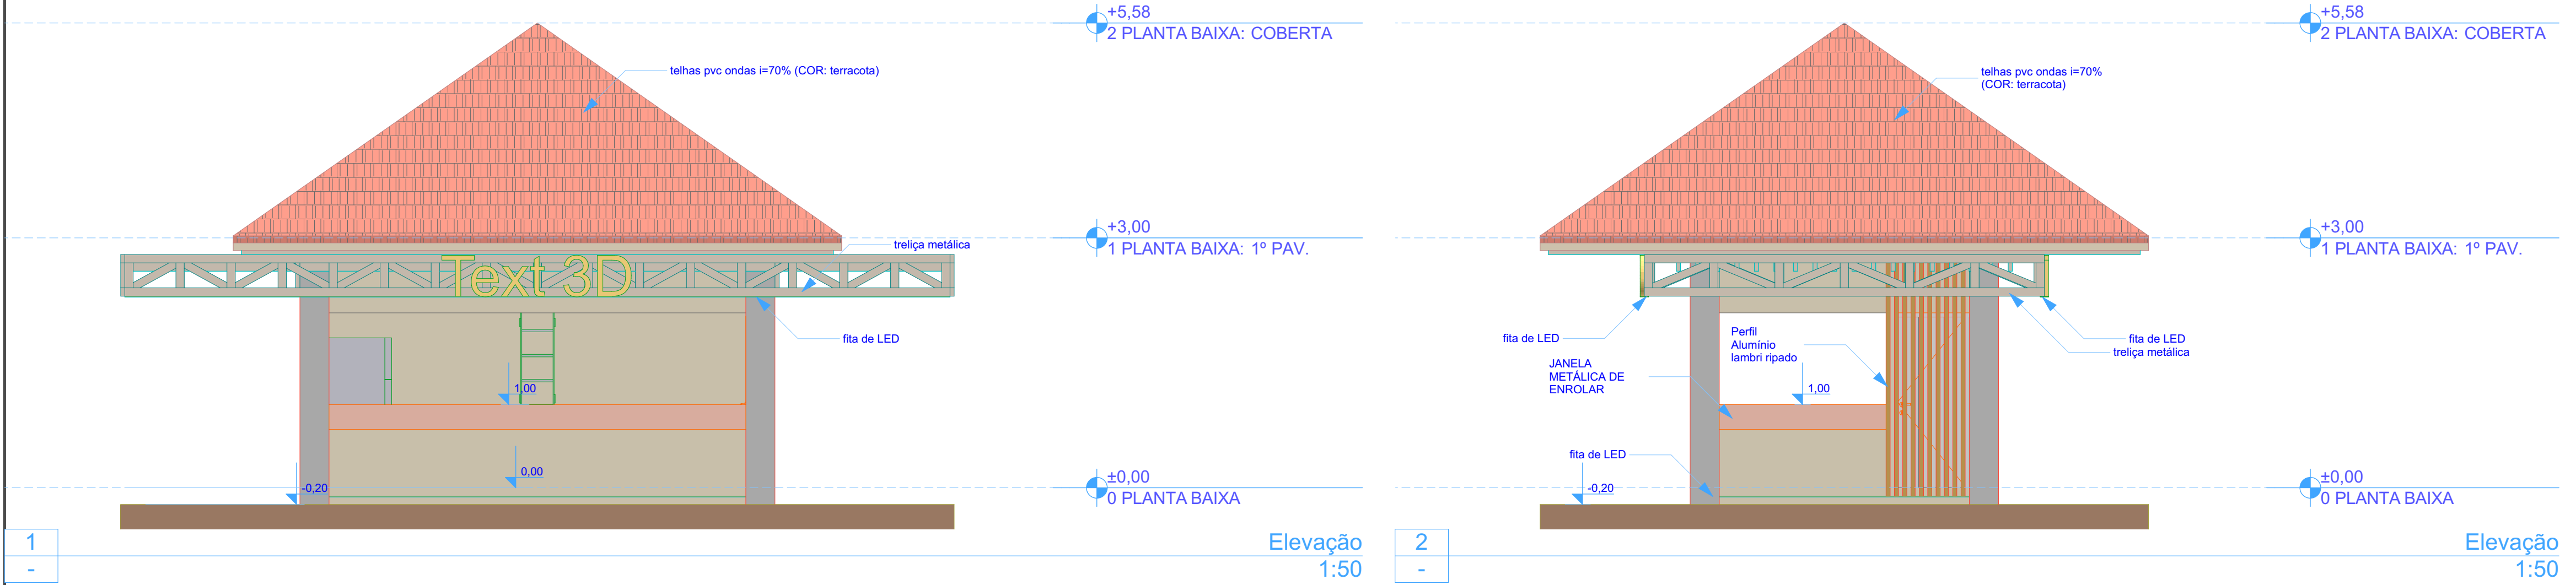 +5,58
2 PLANTA BAIXA: COBERTA
telhas pvc ondas i=70% (COR: terracota)
+3,00
1 PLANTA BAIXA: 1º PAV.
treliça metálica
Text 3D
fita de LED
1,00
0,00
-0,20
±0,00
0 PLANTA BAIXA
1
-
Elevação
1:50
+5,58
2 PLANTA BAIXA: COBERTA
telhas pvc ondas i=70%
(COR: terracota)
+3,00
1 PLANTA BAIXA: 1º PAV.
fita de LED
Perfil
Alumínio
lambri ripado
fita de LED
treliça metálica
JANELA
METÁLICA DE
ENROLAR
1,00
fita de LED
-0,20
±0,00
0 PLANTA BAIXA
2
-
Elevação
1:50